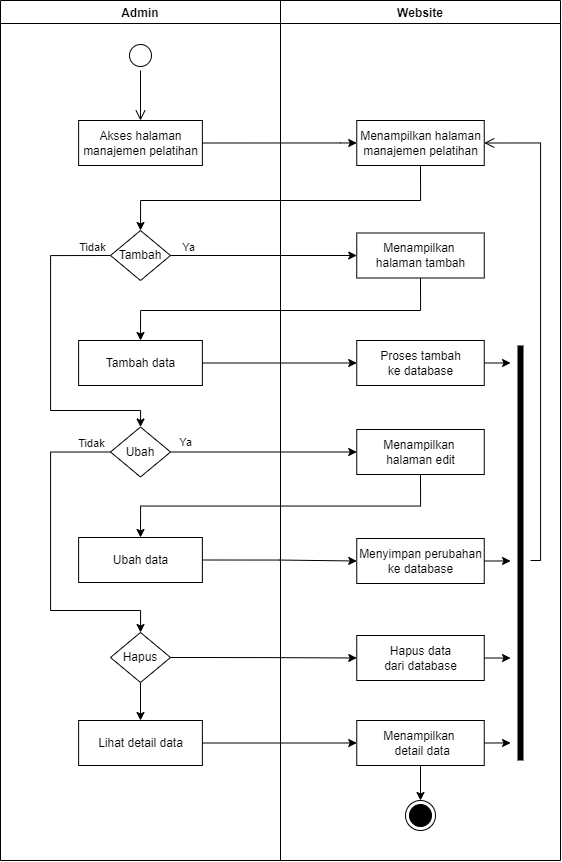 Admin
Website
Akses halaman
manajemen pelatihan
Menampilkan halaman
manajemen pelatihan
Tidak
Tambah
Ya
Menampilkan
halaman tambah
Tambah data
Proses tambah
ke database
Tidak
Ubah
Ya
Menampilkan
halaman edit
Ubah data
Menyimpan perubahan
ke database
Hapus
Hapus data
dari database
Lihat detail data
Menampilkan
detail data